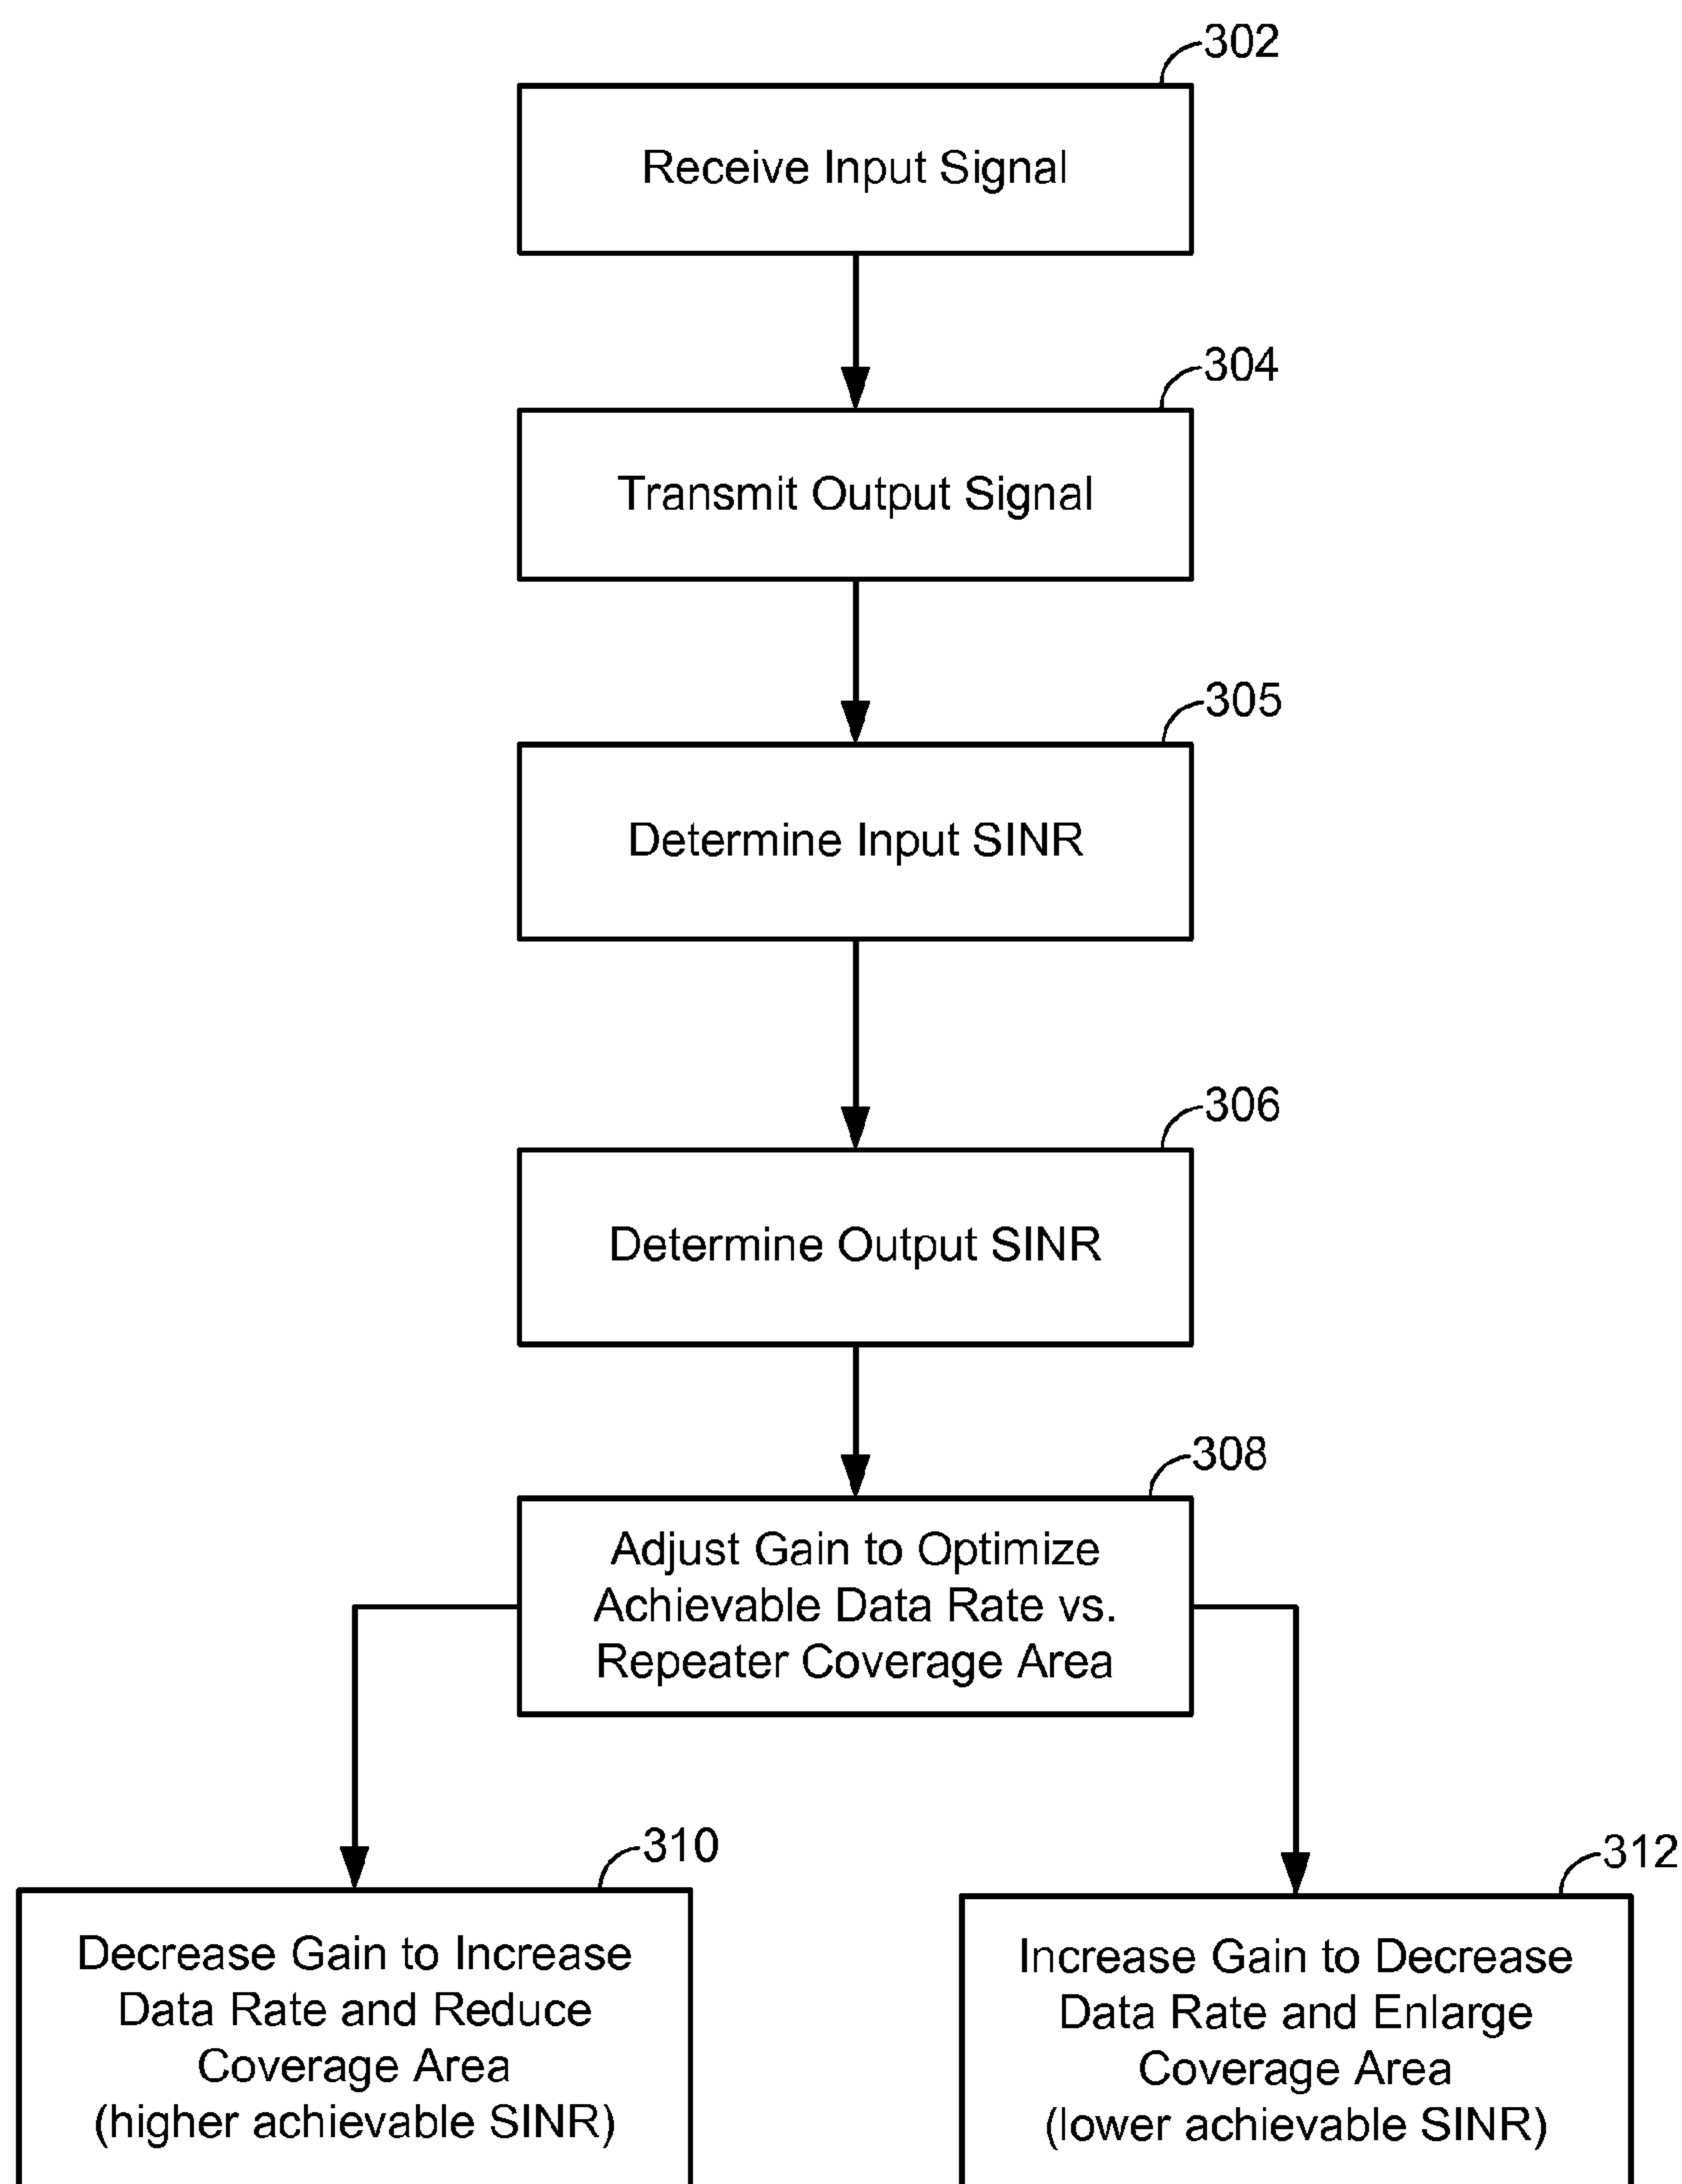 302
Receive Input Signal
304
Transmit Output Signal
305
Determine Input SINR
306
Determine Output SINR
308
Adjust Gain to Optimize
Achievable Data Rate vs.
Repeater Coverage Area
310
Decrease Gain to Increase
Data Rate and Reduce
Coverage Area
(higher achievable SINR)
312
Increase Gain to Decrease
Data Rate and Enlarge
Coverage Area
(lower achievable SINR)